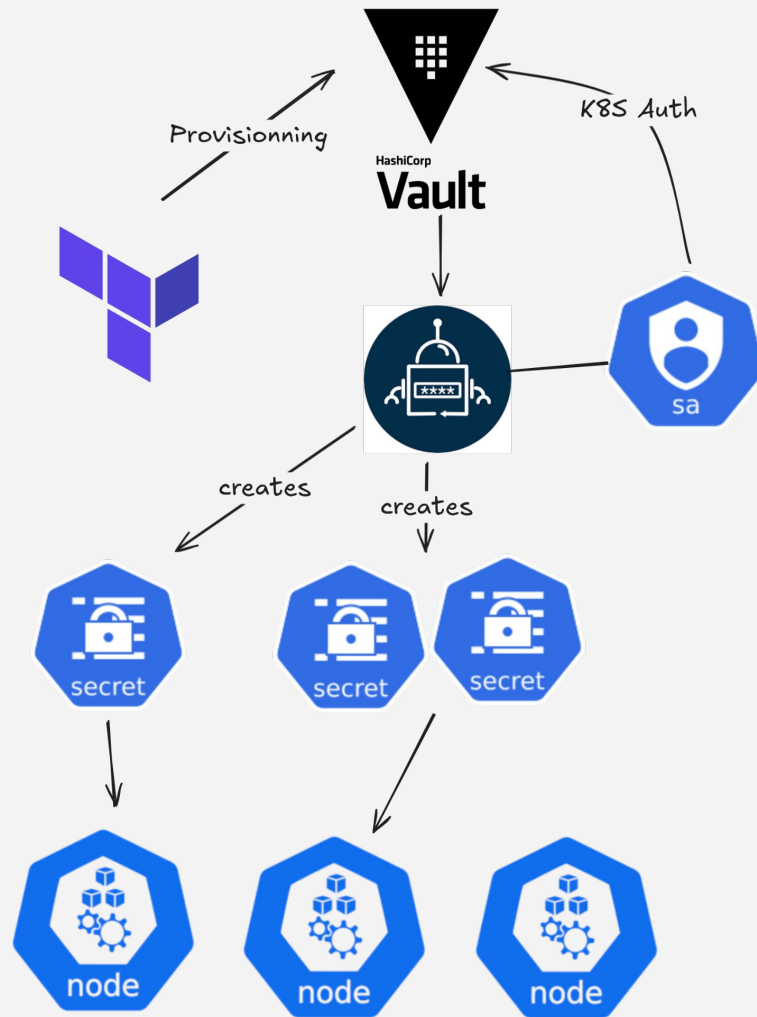 Provisionning
K8S Auth
HashiCorp
Vault
****
sa
creates
creates
secret
secret
secret
node
node
node